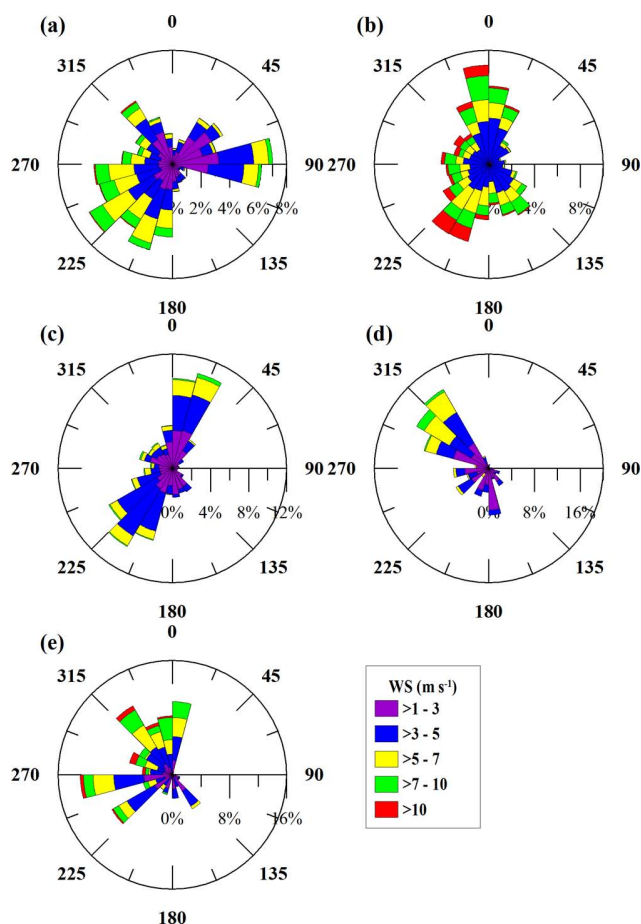 (a) 0 (b) 0
315 45 315 45
270 90 270 90
% 2% 4% 6% 8% % 4% 8%
225 135 225 135
180 180
(c) 0 (d) 0
315 45 315 45
270 90 270 90
0% 4% 8% 12% 0% 8% 16%
225 135 225 135
180 180
(e) 0
315 45
270 90
0% 8% 16%
225 135
180
WS (m s⁻¹)
>1 - 3
>3 - 5
>5 - 7
>7 - 10
>10